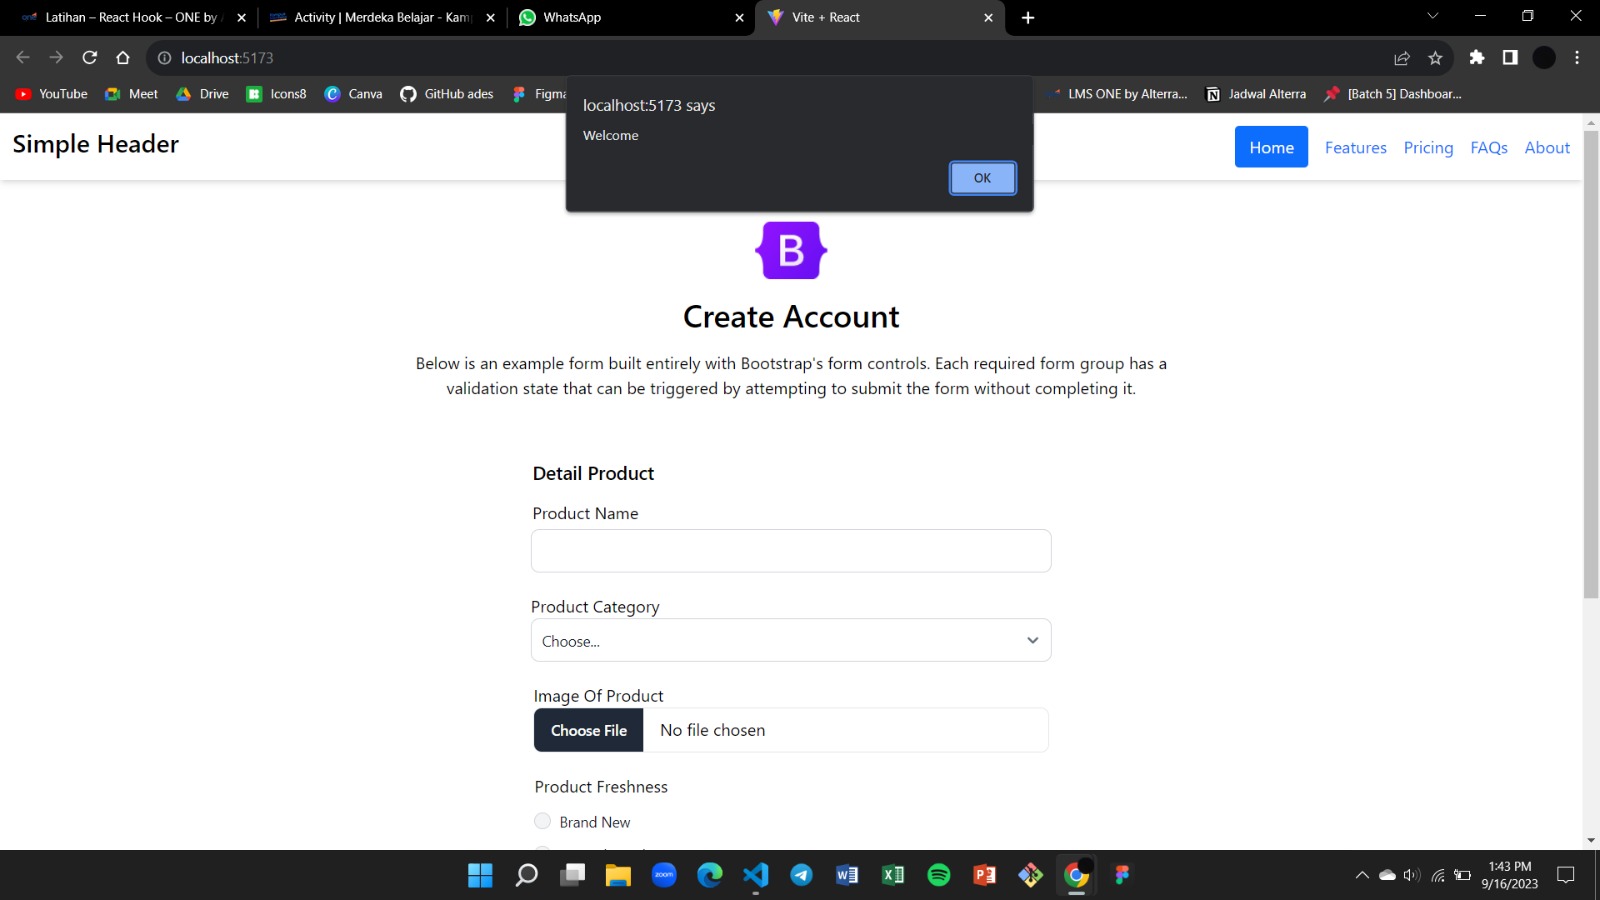 Latihan – React Hook – ONE by
Activity | Merdeka Belajar - Kam
WhatsApp
Vite + React
localhost:5173
YouTube
Meet
Drive
Icons8
Canva
GitHub ades
Figma
LMS ONE by Alterra...
Jadwal Alterra
[Batch 5] Dashboar...
localhost:5173 says
Welcome
OK
Simple Header
Home
Features
Pricing
FAQs
About
B
Create Account
Below is an example form built entirely with Bootstrap's form controls. Each required form group has a
validation state that can be triggered by attempting to submit the form without completing it.
Detail Product
Product Name
Product Category
Choose...
Image Of Product
Choose File
No file chosen
Product Freshness
Brand New
zoom
1:43 PM
9/16/2023